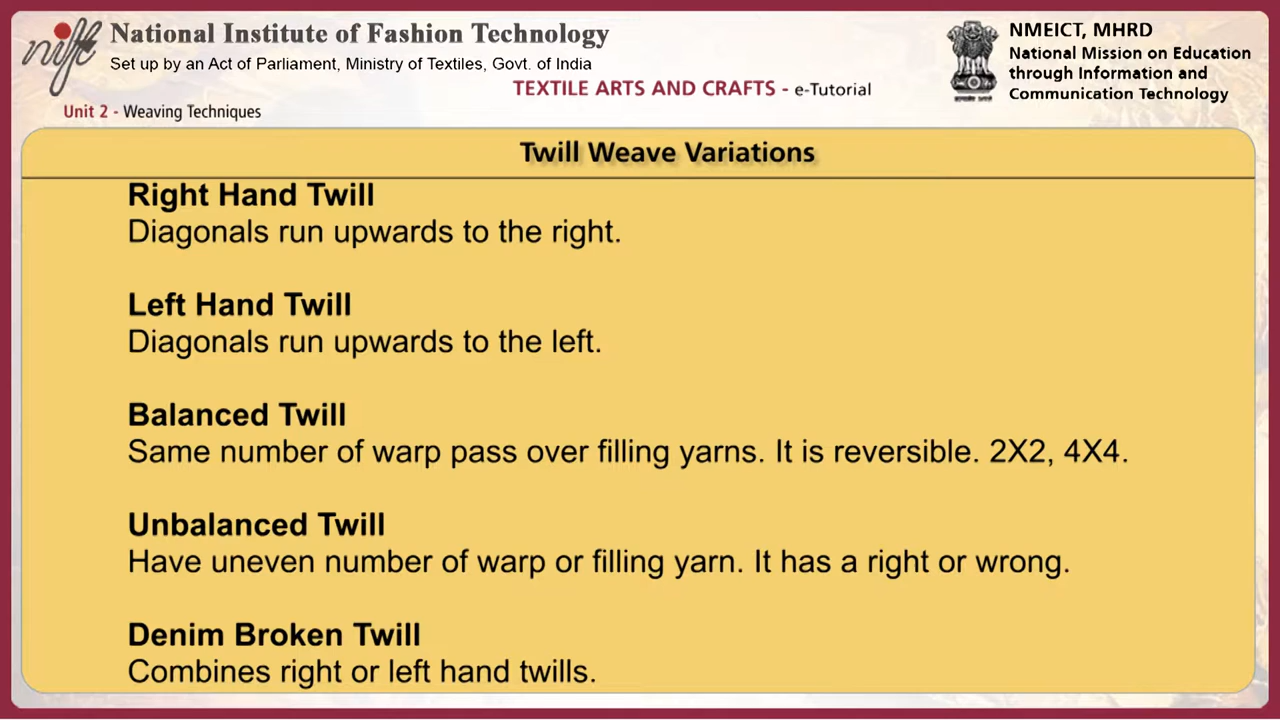 nift
National Institute of Fashion Technology
Set up by an Act of Parliament, Ministry of Textiles, Govt. of India
TEXTILE ARTS AND CRAFTS - e-Tutorial
Unit 2 - Weaving Techniques
NMEICT, MHRD
National Mission on Education
through Information and
Communication Technology
Twill Weave Variations
Right Hand Twill
Diagonals run upwards to the right.
Left Hand Twill
Diagonals run upwards to the left.
Balanced Twill
Same number of warp pass over filling yarns. It is reversible. 2X2, 4X4.
Unbalanced Twill
Have uneven number of warp or filling yarn. It has a right or wrong.
Denim Broken Twill
Combines right or left hand twills.